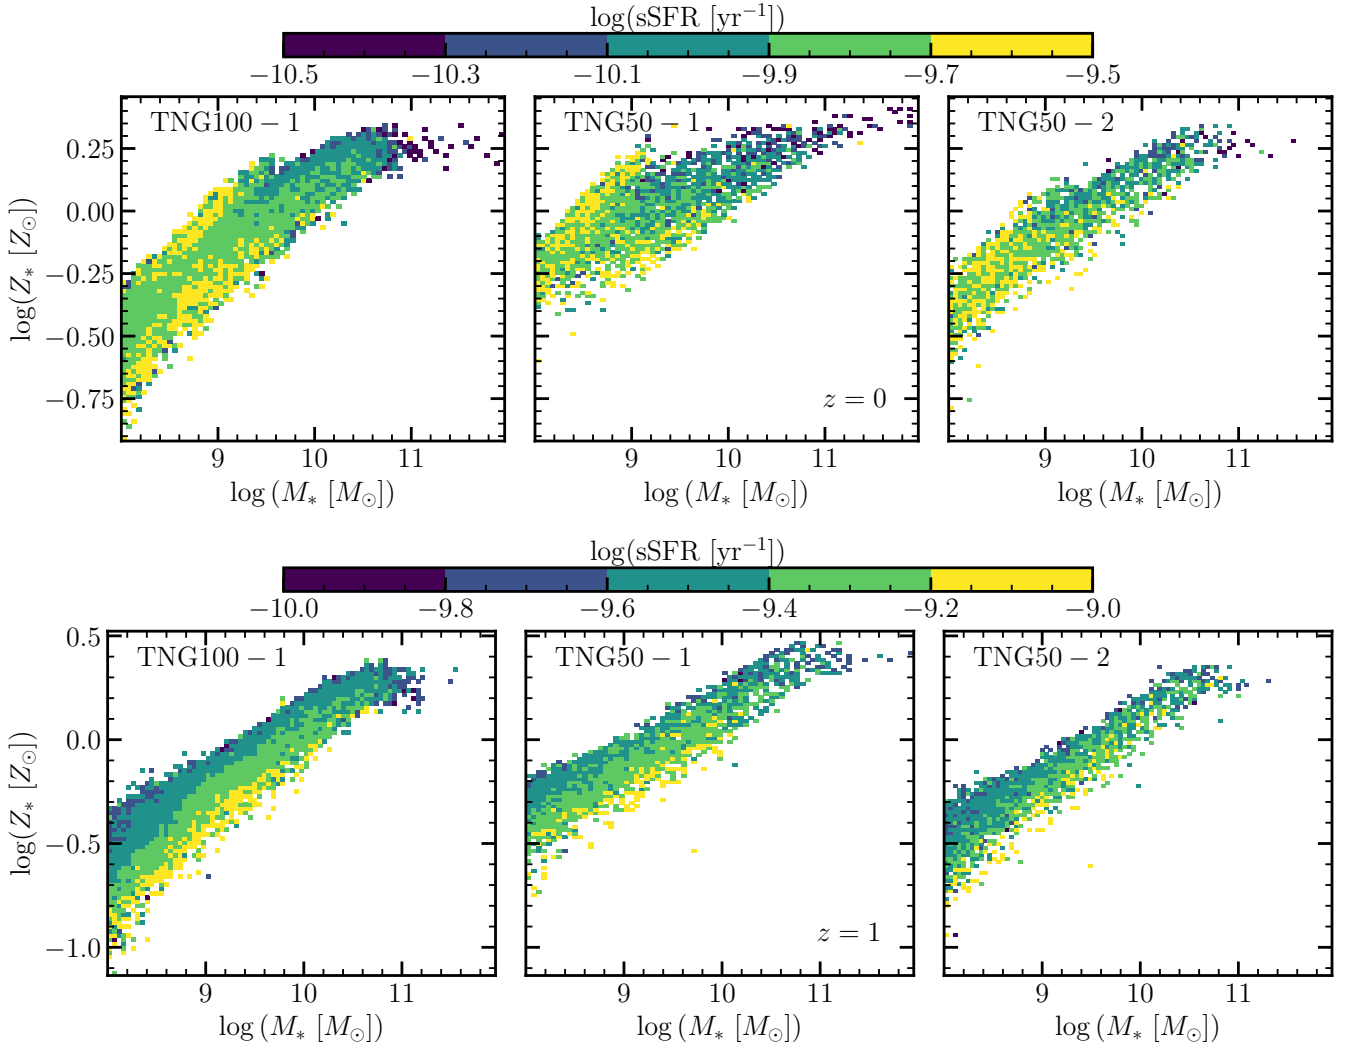 log(sSFR [yr⁻¹])
−10.5 −10.3 −10.1 −9.9 −9.7 −9.5
TNG100 − 1 TNG50 − 1 TNG50 − 2
0.25
0.00
−0.25
−0.50
−0.75
log(Z* [Z⊙])
z = 0
9 10 11 9 10 11 9 10 11
log (M* [M⊙]) log (M* [M⊙]) log (M* [M⊙])
log(sSFR [yr⁻¹])
−10.0 −9.8 −9.6 −9.4 −9.2 −9.0
TNG100 − 1 TNG50 − 1 TNG50 − 2
0.5
0.0
−0.5
−1.0
log(Z* [Z⊙])
z = 1
9 10 11 9 10 11 9 10 11
log (M* [M⊙]) log (M* [M⊙]) log (M* [M⊙])